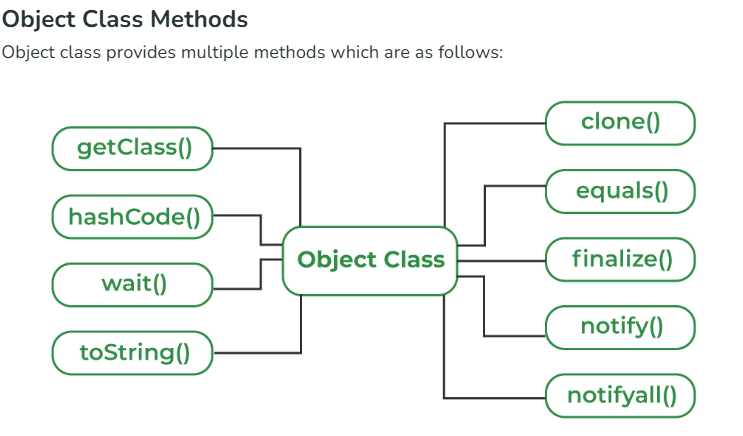 Object Class Methods
Object class provides multiple methods which are as follows:
getClass()
hashCode()
wait()
toString()
Object Class
clone()
equals()
finalize()
notify()
notifyall()